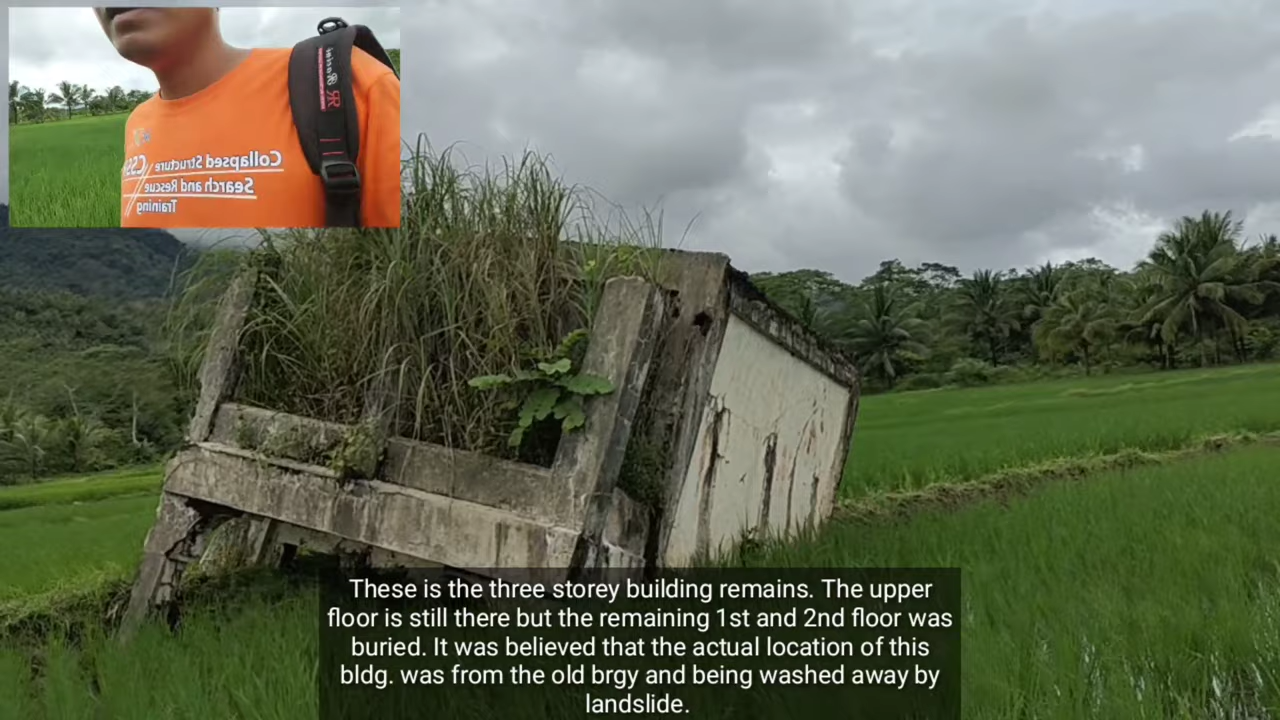 Collapsed Structure
Search and Rescue
Training
These is the three storey building remains. The upper
floor is still there but the remaining 1st and 2nd floor was
buried. It was believed that the actual location of this
bldg. was from the old brgy and being washed away by
landslide.